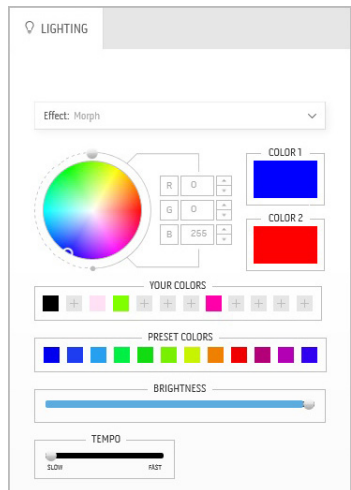 LIGHTING
Effect: Morph
COLOR 1
R 0
G 0
B 255
COLOR 2
YOUR COLORS
PRESET COLORS
BRIGHTNESS
TEMPO
SLOW FAST